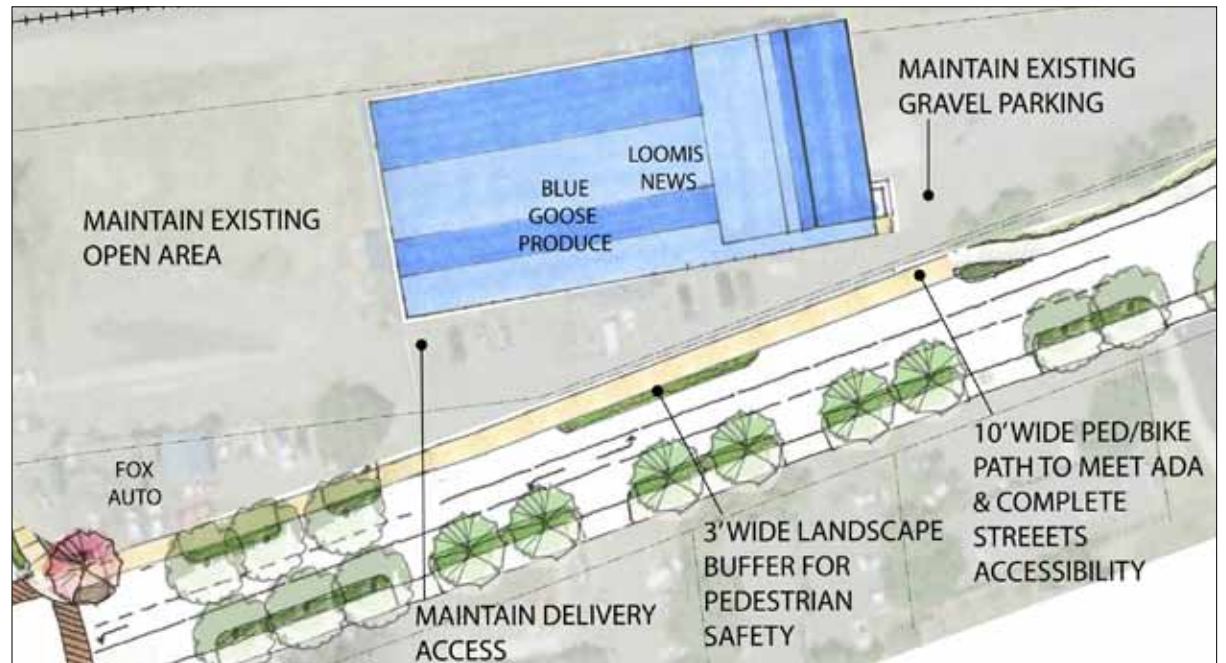 MAINTAIN EXISTING
GRAVEL PARKING
LOOMIS
NEWS
BLUE
GOOSE
PRODUCE
MAINTAIN EXISTING
OPEN AREA
FOX
AUTO
10' WIDE PED/BIKE
PATH TO MEET ADA
& COMPLETE
STREEETS
ACCESSIBILITY
3' WIDE LANDSCAPE
BUFFER FOR
PEDESTRIAN
SAFETY
MAINTAIN DELIVERY
ACCESS